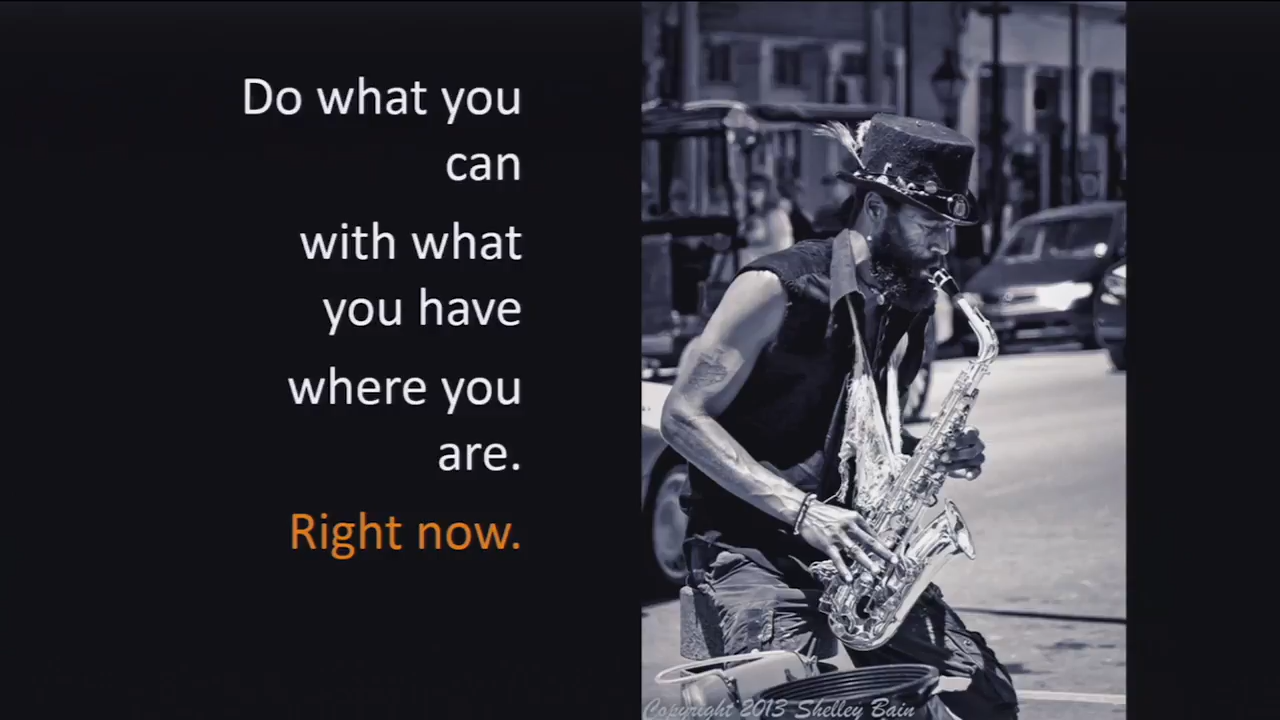 Do what you
can
with what
you have
where you
are.
Right now.
Copyright 2013 Shelley Bain